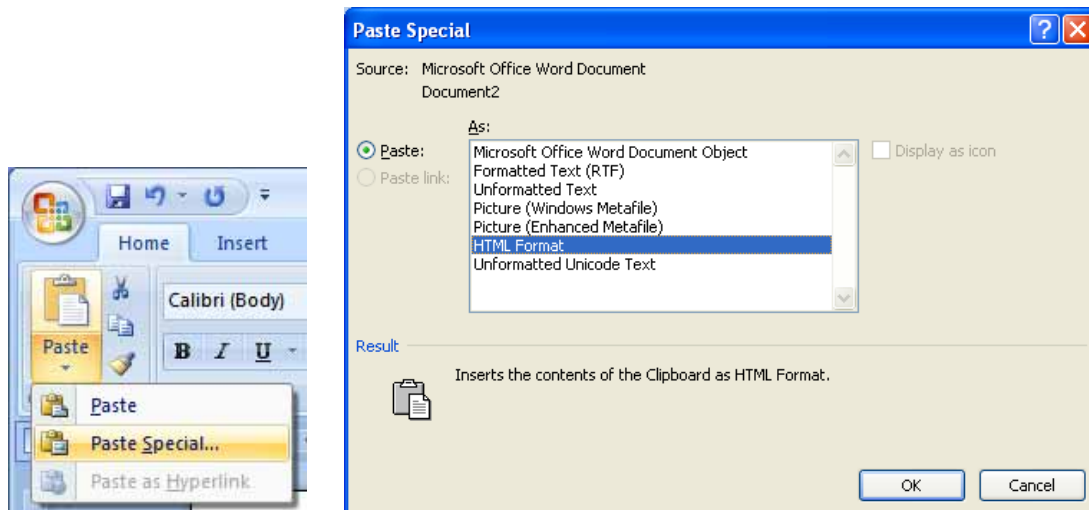 Home Insert
Calibri (Body)
Paste
B I U
Paste
Paste Special...
Paste as Hyperlink
Paste Special
?
Source: Microsoft Office Word Document
Document2
As:
Paste:
Paste link:
Microsoft Office Word Document Object
Formatted Text (RTF)
Unformatted Text
Picture (Windows Metafile)
Picture (Enhanced Metafile)
HTML Format
Unformatted Unicode Text
Display as icon
Result
Inserts the contents of the Clipboard as HTML Format.
OK Cancel